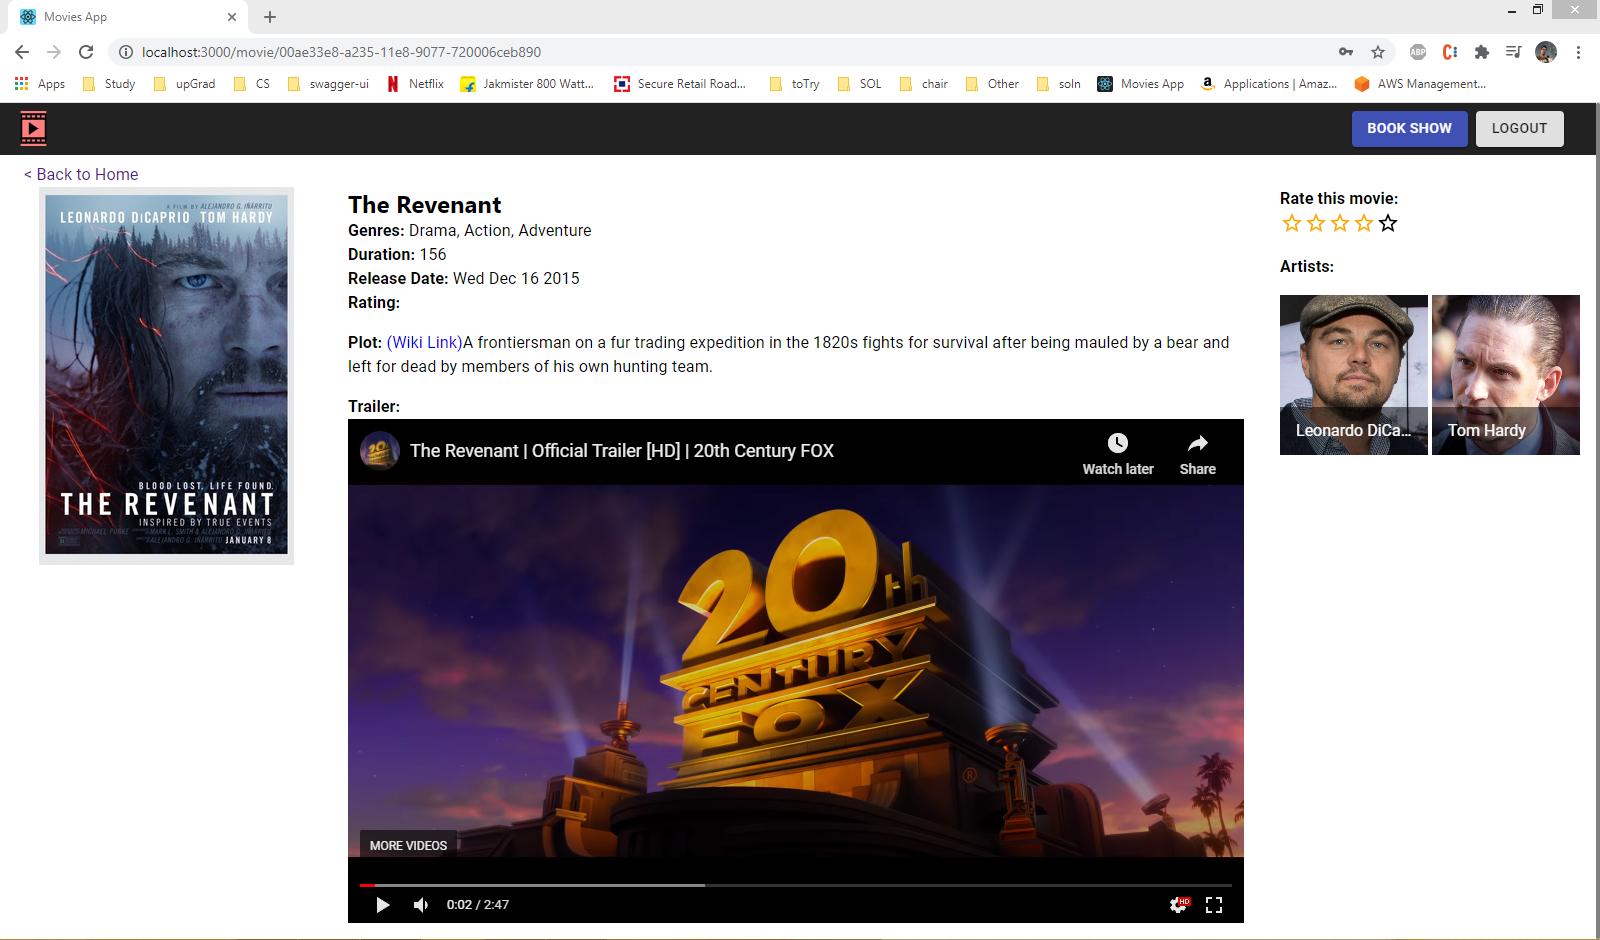 Movies App
localhost:3000/movie/00ae33e8-a235-11e8-9077-720006ceb890
ABP
Apps Study upGrad CS swagger-ui Netflix Jakmister 800 Watt... Secure Retail Road... toTry SOL chair Other soln Movies App Applications | Amaz... AWS Management...
BOOK SHOW LOGOUT
< Back to Home
A FILM BY ALEJANDRO G. IÑÁRRITU
LEONARDO DiCAPRIO TOM HARDY
BLOOD LOST. LIFE FOUND.
THE REVENANT
INSPIRED BY TRUE EVENTS
JANUARY 8
The Revenant
Genres: Drama, Action, Adventure
Duration: 156
Release Date: Wed Dec 16 2015
Rating:
Plot: (Wiki Link)A frontiersman on a fur trading expedition in the 1820s fights for survival after being mauled by a bear and
left for dead by members of his own hunting team.
Trailer:
The Revenant | Official Trailer [HD] | 20th Century FOX
Watch later
Share
20th
CENTURY
FOX
®
MORE VIDEOS
0:02 / 2:47
HD
Rate this movie:
Artists:
Leonardo DiCa...
Tom Hardy